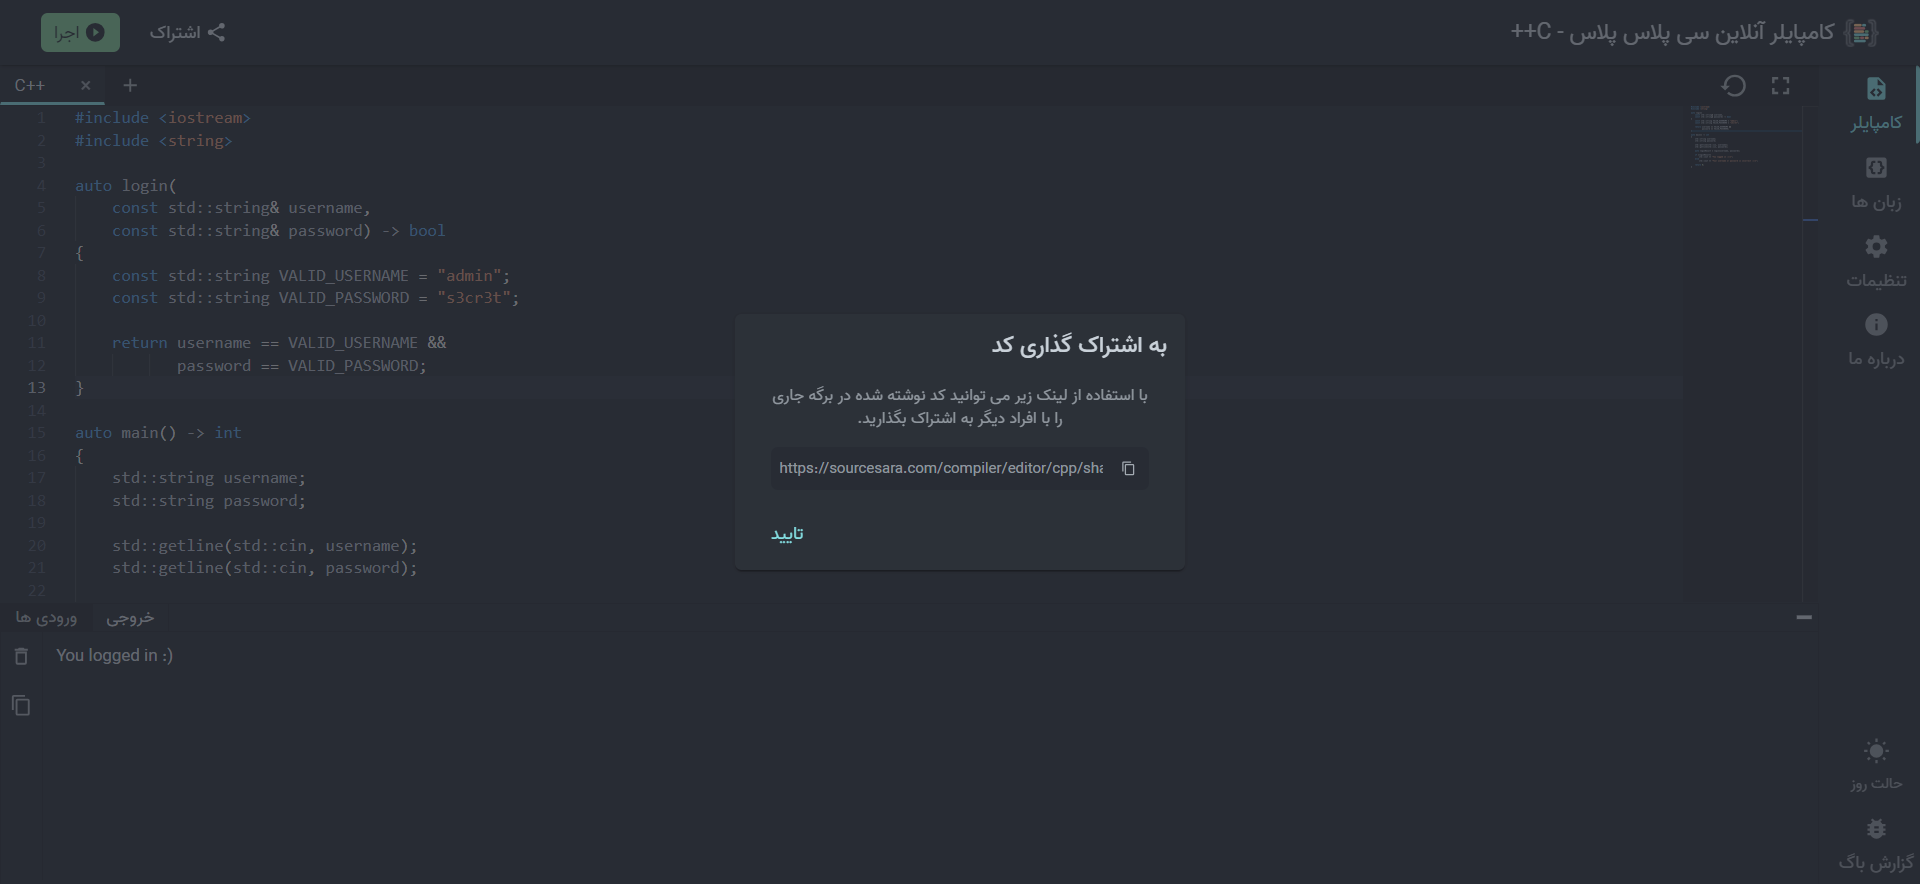 کامپایلر آنلاین سی پلاس پلاس - C++
اشتراک
اجرا
C++
کامپایلر
زبان ها
تنظیمات
درباره ما
حالت روز
گزارش باگ
1 #include <iostream>
2 #include <string>
3
4 auto login(
5 const std::string& username,
6 const std::string& password) -> bool
7 {
8 const std::string VALID_USERNAME = "admin";
9 const std::string VALID_PASSWORD = "s3cr3t";
10
11 return username == VALID_USERNAME &&
12 password == VALID_PASSWORD;
13 }
14
15 auto main() -> int
16 {
17 std::string username;
18 std::string password;
19
20 std::getline(std::cin, username);
21 std::getline(std::cin, password);
22
به اشتراک گذاری کد
با استفاده از لینک زیر می توانید کد نوشته شده در برگه جاری
را با افراد دیگر به اشتراک بگذارید.
https://sourcesara.com/compiler/editor/cpp/sha
تایید
خروجی
ورودی ها
You logged in :)